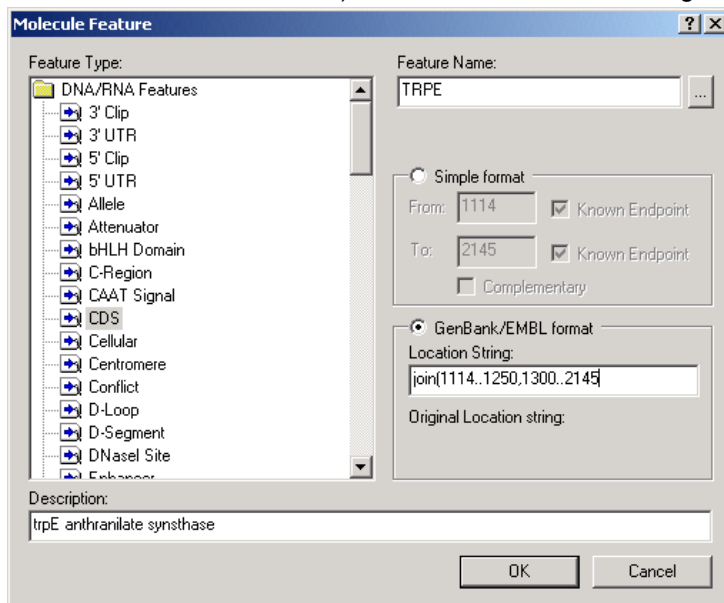 Molecule Feature
Feature Type:
DNA/RNA Features
3' Clip
3' UTR
5' Clip
5' UTR
Allele
Attenuator
bHLH Domain
C-Region
CAAT Signal
CDS
Cellular
Centromere
Conflict
D-Loop
D-Segment
DNaseI Site
Enhancer
Feature Name:
TRPE
...
Simple format
From: 1114 Known Endpoint
To: 2145 Known Endpoint
Complementary
GenBank/EMBL format
Location String:
join(1114..1250,1300..2145
Original Location string:
Description:
trpE anthranilate synsthase
OK Cancel